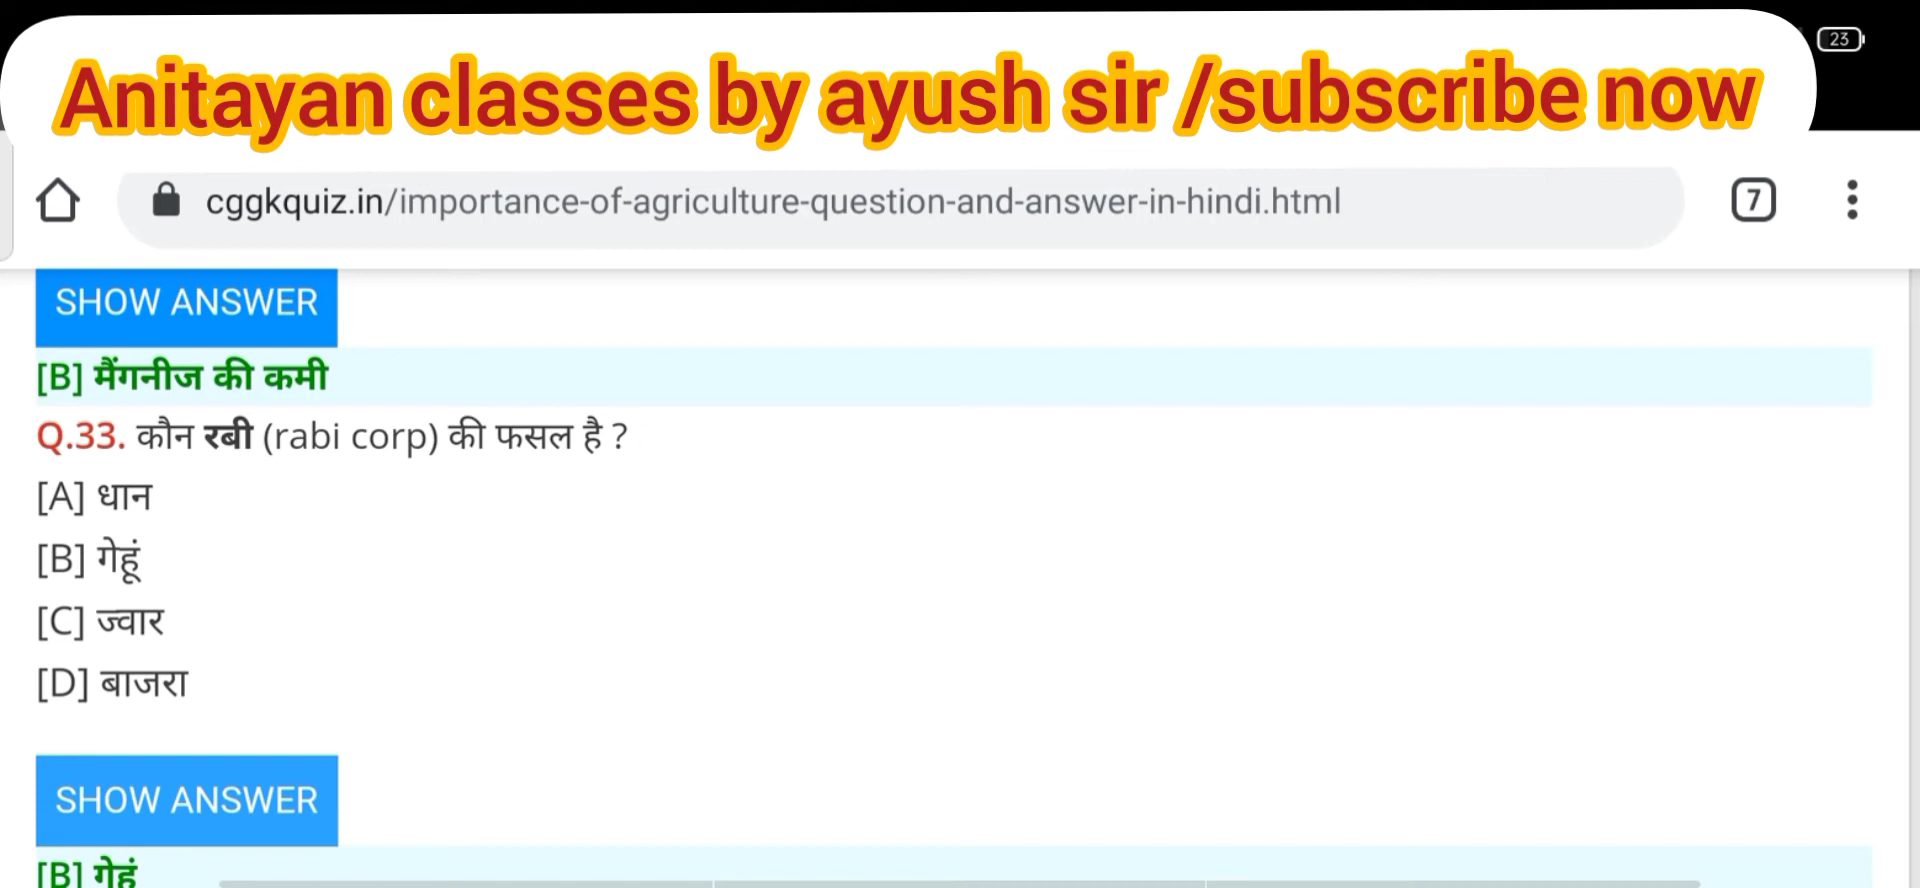 23
Anitayan classes by ayush sir /subscribe now
cggkquiz.in/importance-of-agriculture-question-and-answer-in-hindi.html
7
SHOW ANSWER
[B] मैंगनीज की कमी
Q.33. कौन रबी (rabi corp) की फसल है ?
[A] धान
[B] गेहूं
[C] ज्वार
[D] बाजरा
SHOW ANSWER
[B] गेहूं